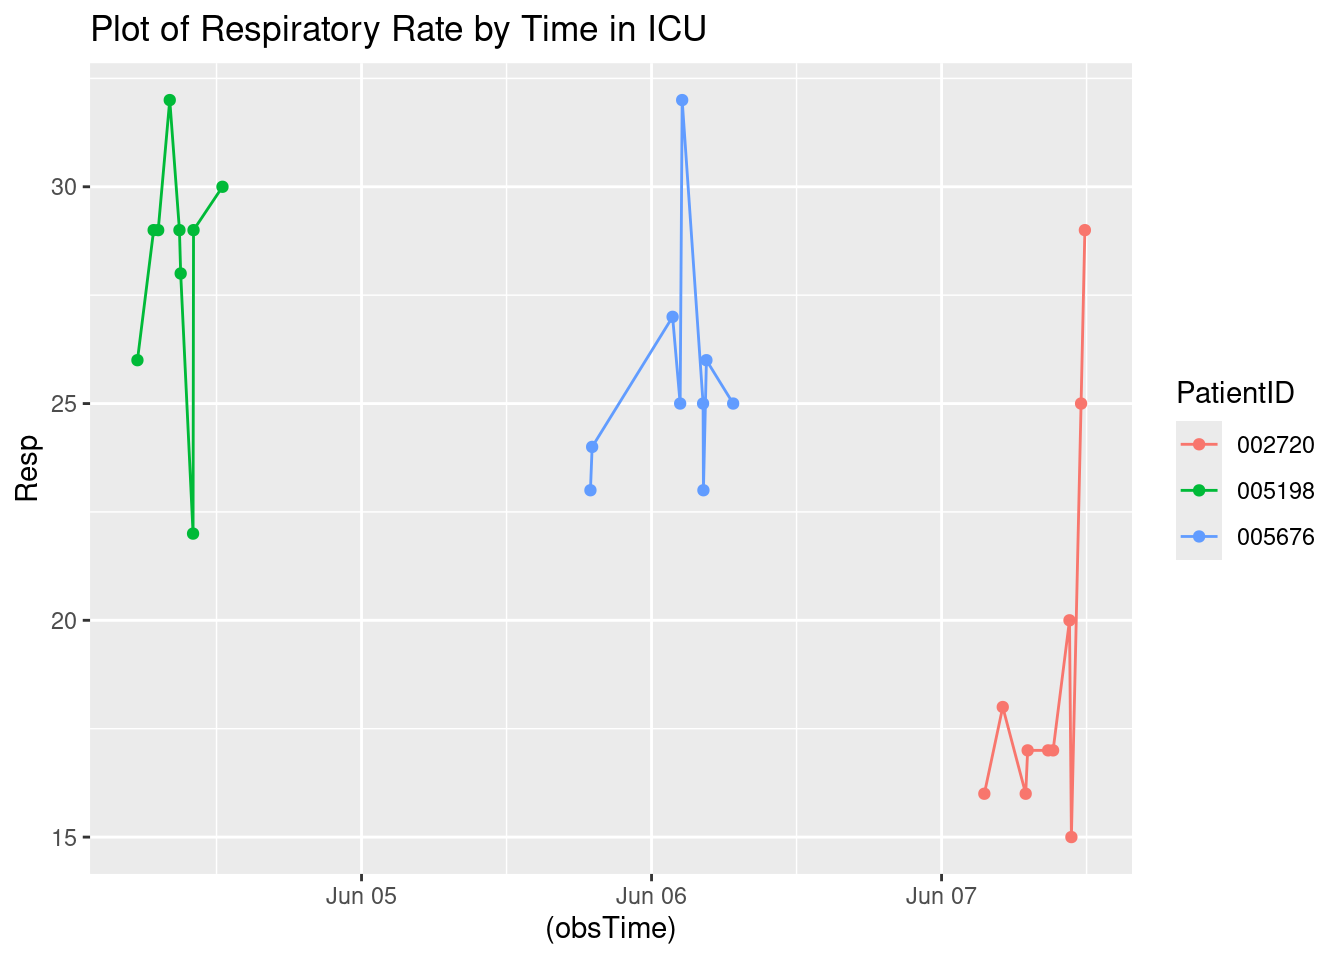 Plot of Respiratory Rate by Time in ICU
30
25
20
15
Resp
Jun 05
Jun 06
Jun 07
(obsTime)
PatientID
002720
005198
005676